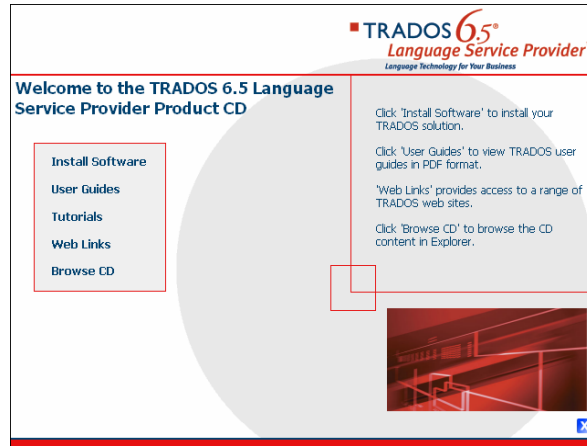 TRADOS 6.5®
Language Service Provider
Language Technology for Your Business
Welcome to the TRADOS 6.5 Language
Service Provider Product CD
Install Software
User Guides
Tutorials
Web Links
Browse CD
Click 'Install Software' to install your
TRADOS solution.
Click 'User Guides' to view TRADOS user
guides in PDF format.
'Web Links' provides access to a range of
TRADOS web sites.
Click 'Browse CD' to browse the CD
content in Explorer.